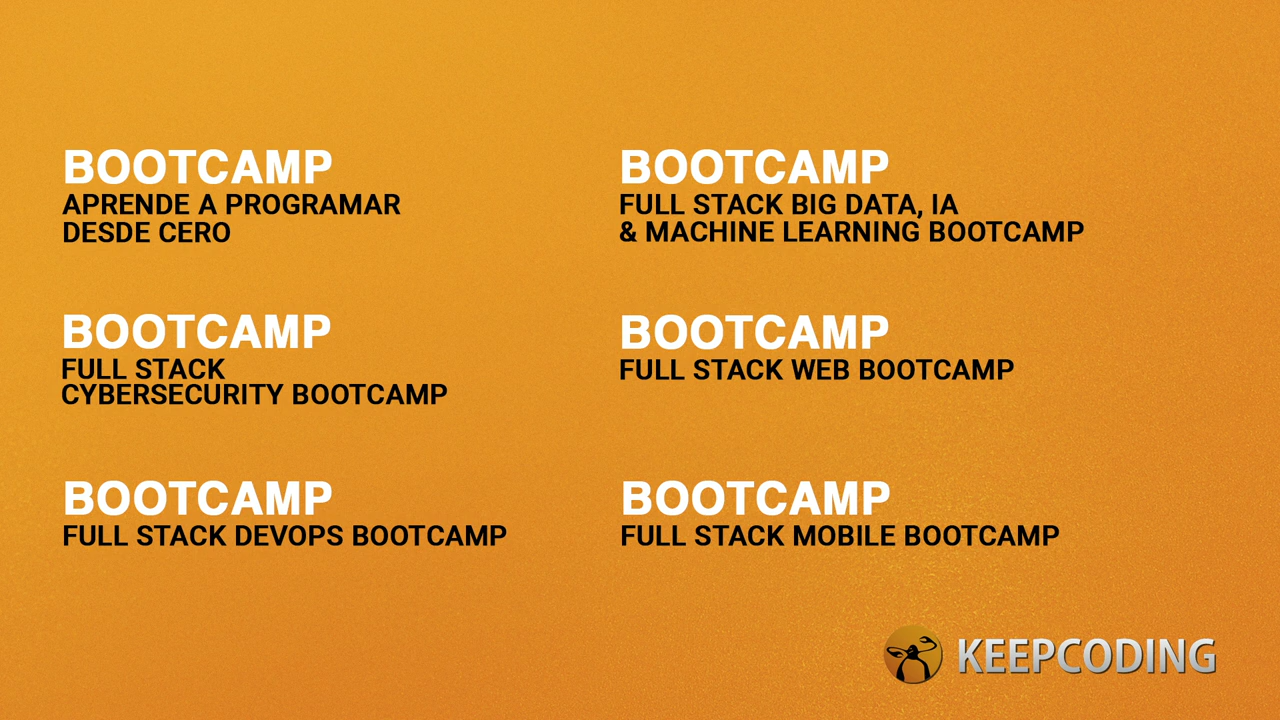 BOOTCAMP
APRENDE A PROGRAMAR
DESDE CERO
BOOTCAMP
FULL STACK BIG DATA, IA
& MACHINE LEARNING BOOTCAMP
BOOTCAMP
FULL STACK
CYBERSECURITY BOOTCAMP
BOOTCAMP
FULL STACK WEB BOOTCAMP
BOOTCAMP
FULL STACK DEVOPS BOOTCAMP
BOOTCAMP
FULL STACK MOBILE BOOTCAMP
KEEPCODING